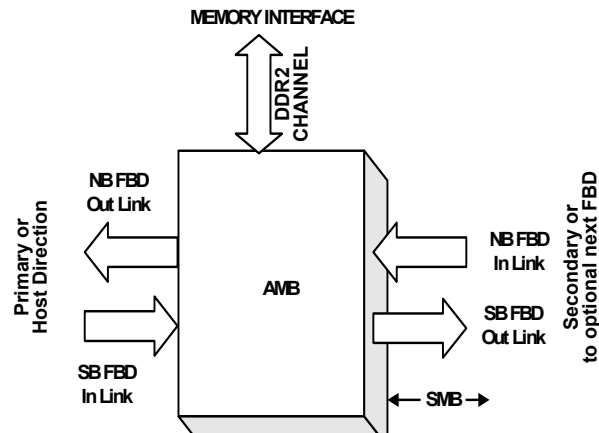 MEMORY INTERFACE
DDR2
CHANNEL
NB FBD
Out Link
Primary or
Host Direction
SB FBD
In Link
AMB
NB FBD
In Link
SB FBD
Out Link
Secondary or
to optional next FBD
SMB